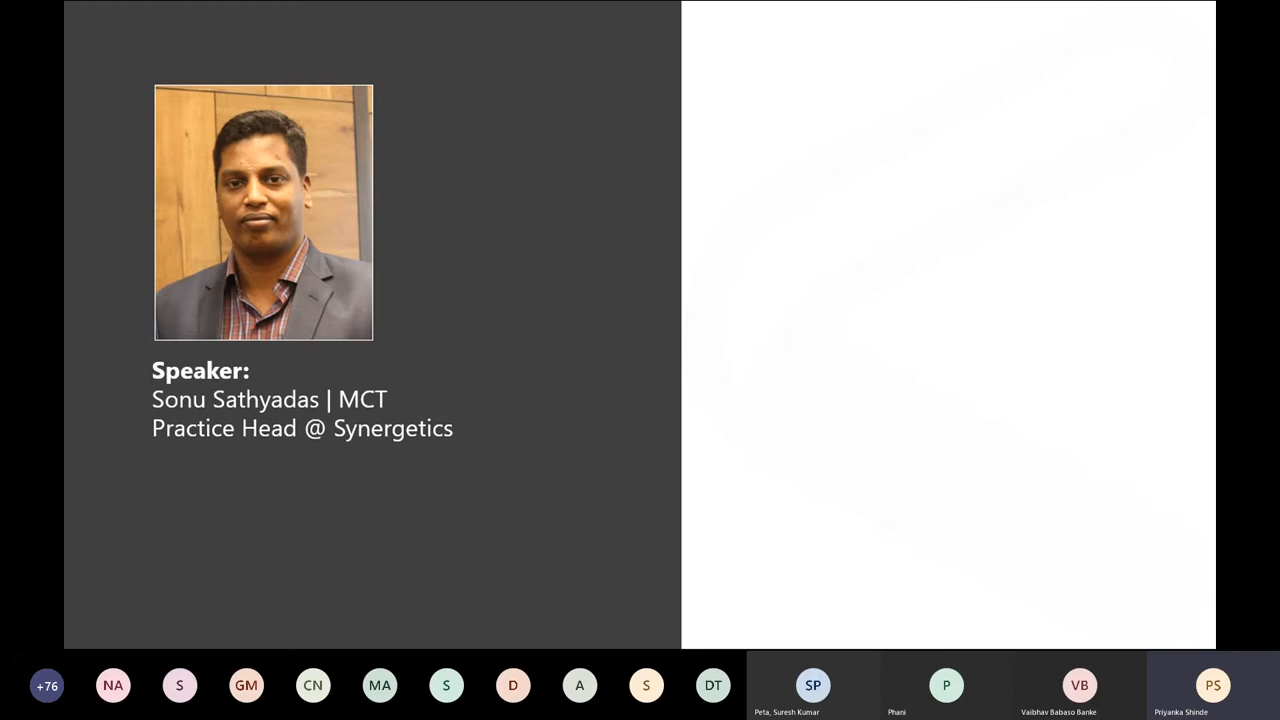 Speaker:
Sonu Sathyadas | MCT
Practice Head @ Synergetics
+76
NA
S
GM
CN
MA
S
D
A
S
DT
SP
P
VB
PS
Peta, Suresh Kumar
Phani
Vaibhav Babaso Banke
Priyanka Shinde